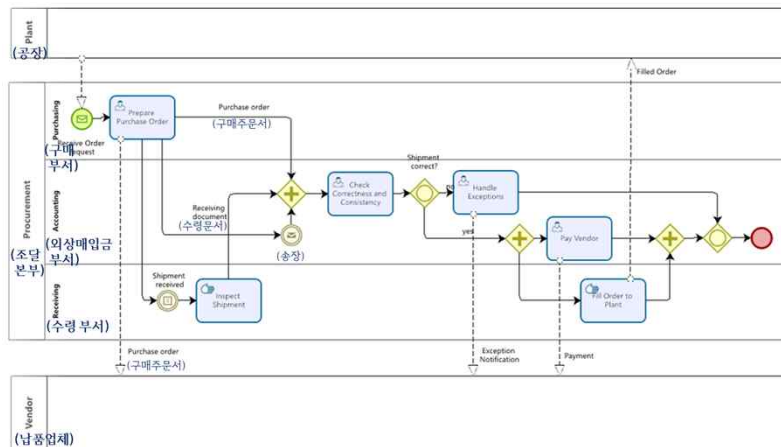 Plant
(공장)
Filled Order
Procurement
(조달
본부)
Purchasing
(구매
부서)
Receive Order
Request
Prepare
Purchase Order
Purchase order
(구매주문서)
Accounting
(외상매입금
부서)
Receiving
document
(수령문서)
(송장)
Check
Correctness and
Consistency
Shipment
correct?
no
yes
Handle
Exceptions
Pay Vendor
Receiving
(수령 부서)
Shipment
received
Inspect
Shipment
Fill Order to
Plant
Purchase order
(구매주문서)
Exception
Notification
Payment
Vendor
(납품업체)